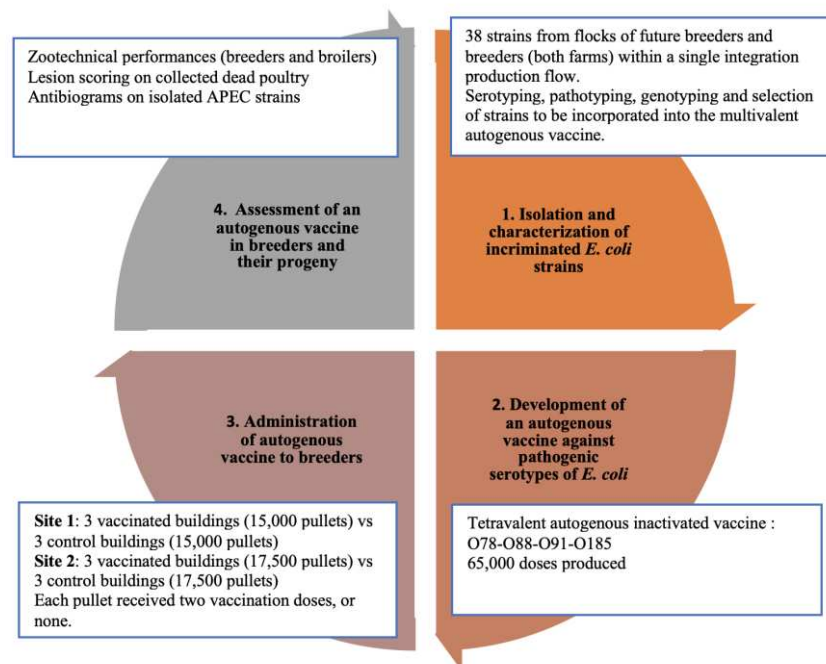 Zootechnical performances (breeders and broilers)
Lesion scoring on collected dead poultry
Antibiograms on isolated APEC strains
38 strains from flocks of future breeders and
breeders (both farms) within a single integration
production flow.
Serotyping, pathotyping, genotyping and selection
of strains to be incorporated into the multivalent
autogenous vaccine.
4. Assessment of an
autogenous vaccine
in breeders and
their progeny
1. Isolation and
characterization of
incriminated E. coli
strains
3. Administration
of autogenous
vaccine to breeders
2. Development of
an autogenous
vaccine against
pathogenic
serotypes of E. coli
Site 1: 3 vaccinated buildings (15,000 pullets) vs
3 control buildings (15,000 pullets)
Site 2: 3 vaccinated buildings (17,500 pullets) vs
3 control buildings (17,500 pullets)
Each pullet received two vaccination doses, or
none.
Tetravalent autogenous inactivated vaccine :
O78-O88-O91-O185
65,000 doses produced